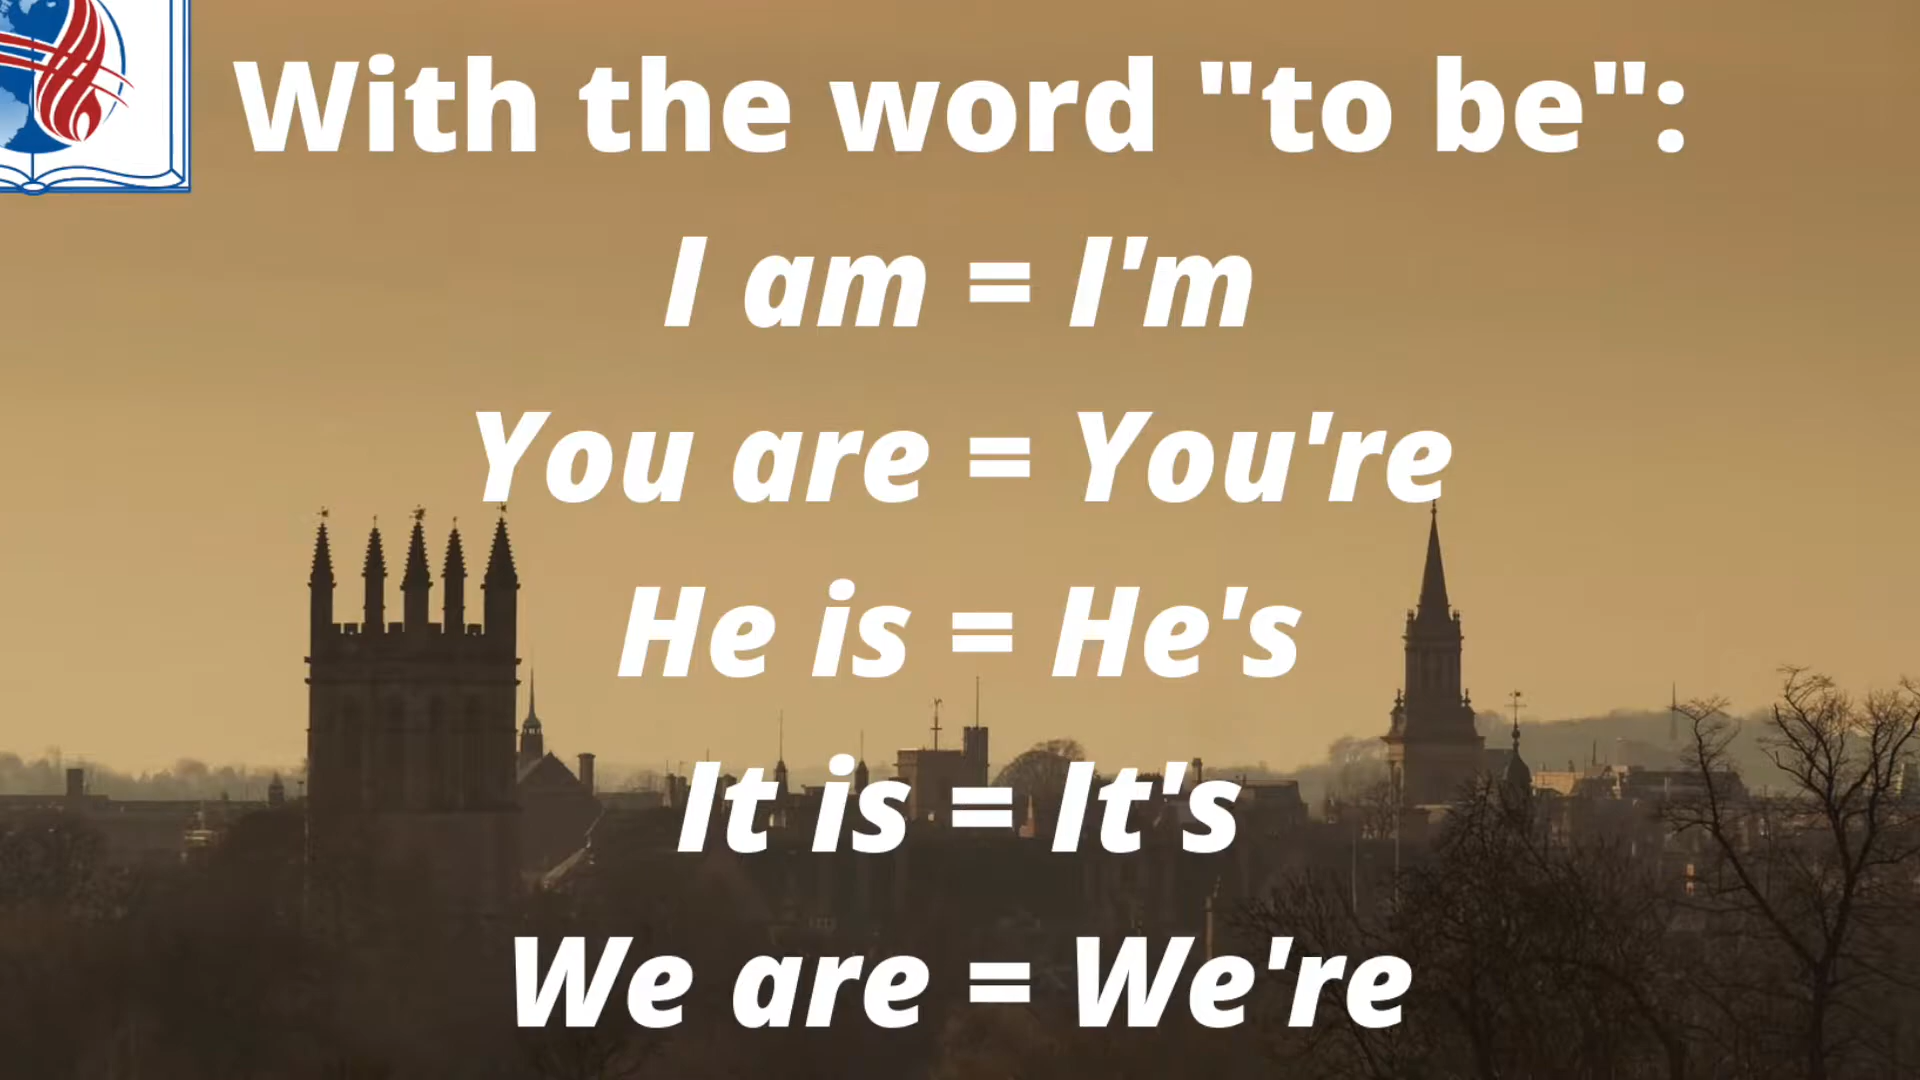 With the word "to be":
I am = I'm
You are = You're
He is = He's
It is = It's
We are = We're